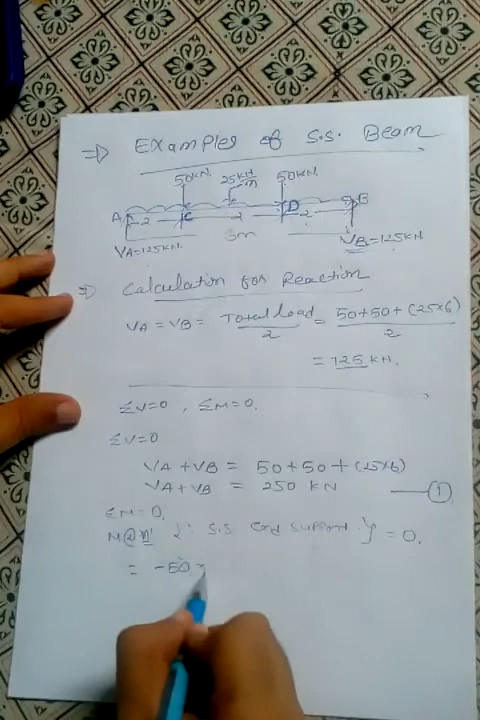 ⇒ Examples of S.S. Beam
50KN. 25KN/m 50KN.
A 2 C 2 D 2 B
6m
VA=125KN. VB=125KN
⇒ Calculation for Reaction
VA = VB = Total load/2 = 50+50+(25×6)/2
= 125 KN.
ΣV=0 , ΣM=0.
ΣV=0
VA + VB = 50+50+(25×6)
VA+VB = 250 KN —①
ΣM=0.
M@ {∵ S.S. end support } = 0.
= -50×